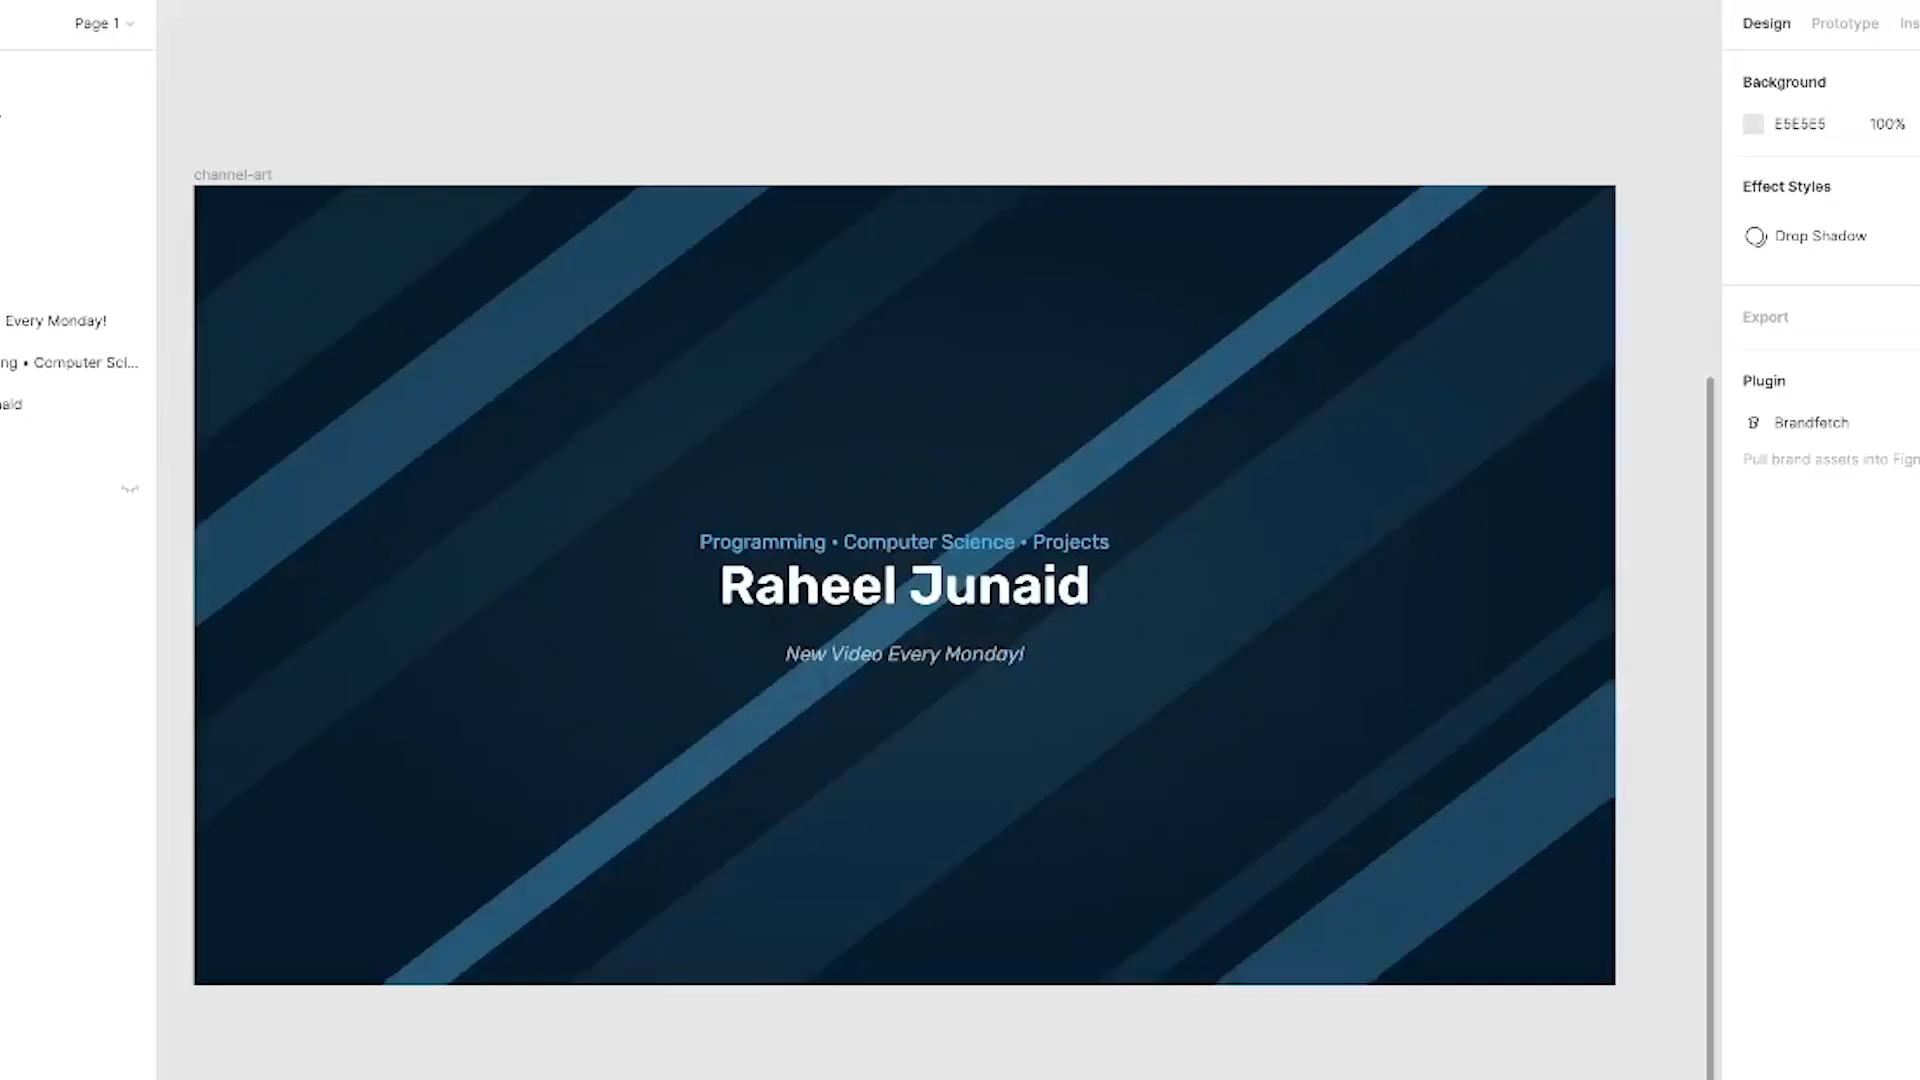 Page 1
Every Monday!
ng • Computer Sci...
aid
channel-art
Programming • Computer Science • Projects
Raheel Junaid
New Video Every Monday!
Design Prototype Ins
Background
E5E5E5 100%
Effect Styles
Drop Shadow
Export
Plugin
Brandfetch
Pull brand assets into Figm